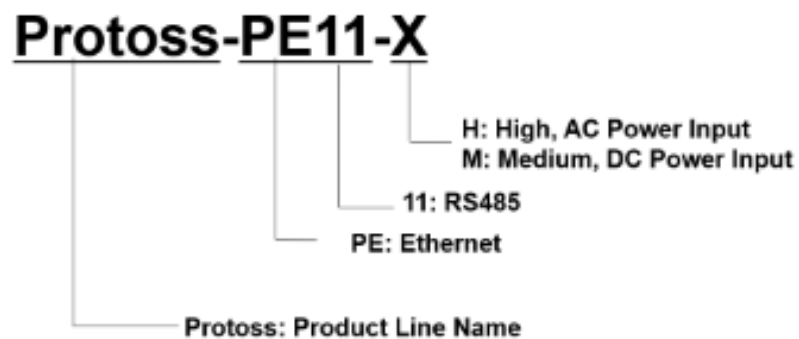 Protoss-PE11-X
H: High, AC Power Input
M: Medium, DC Power Input
11: RS485
PE: Ethernet
Protoss: Product Line Name